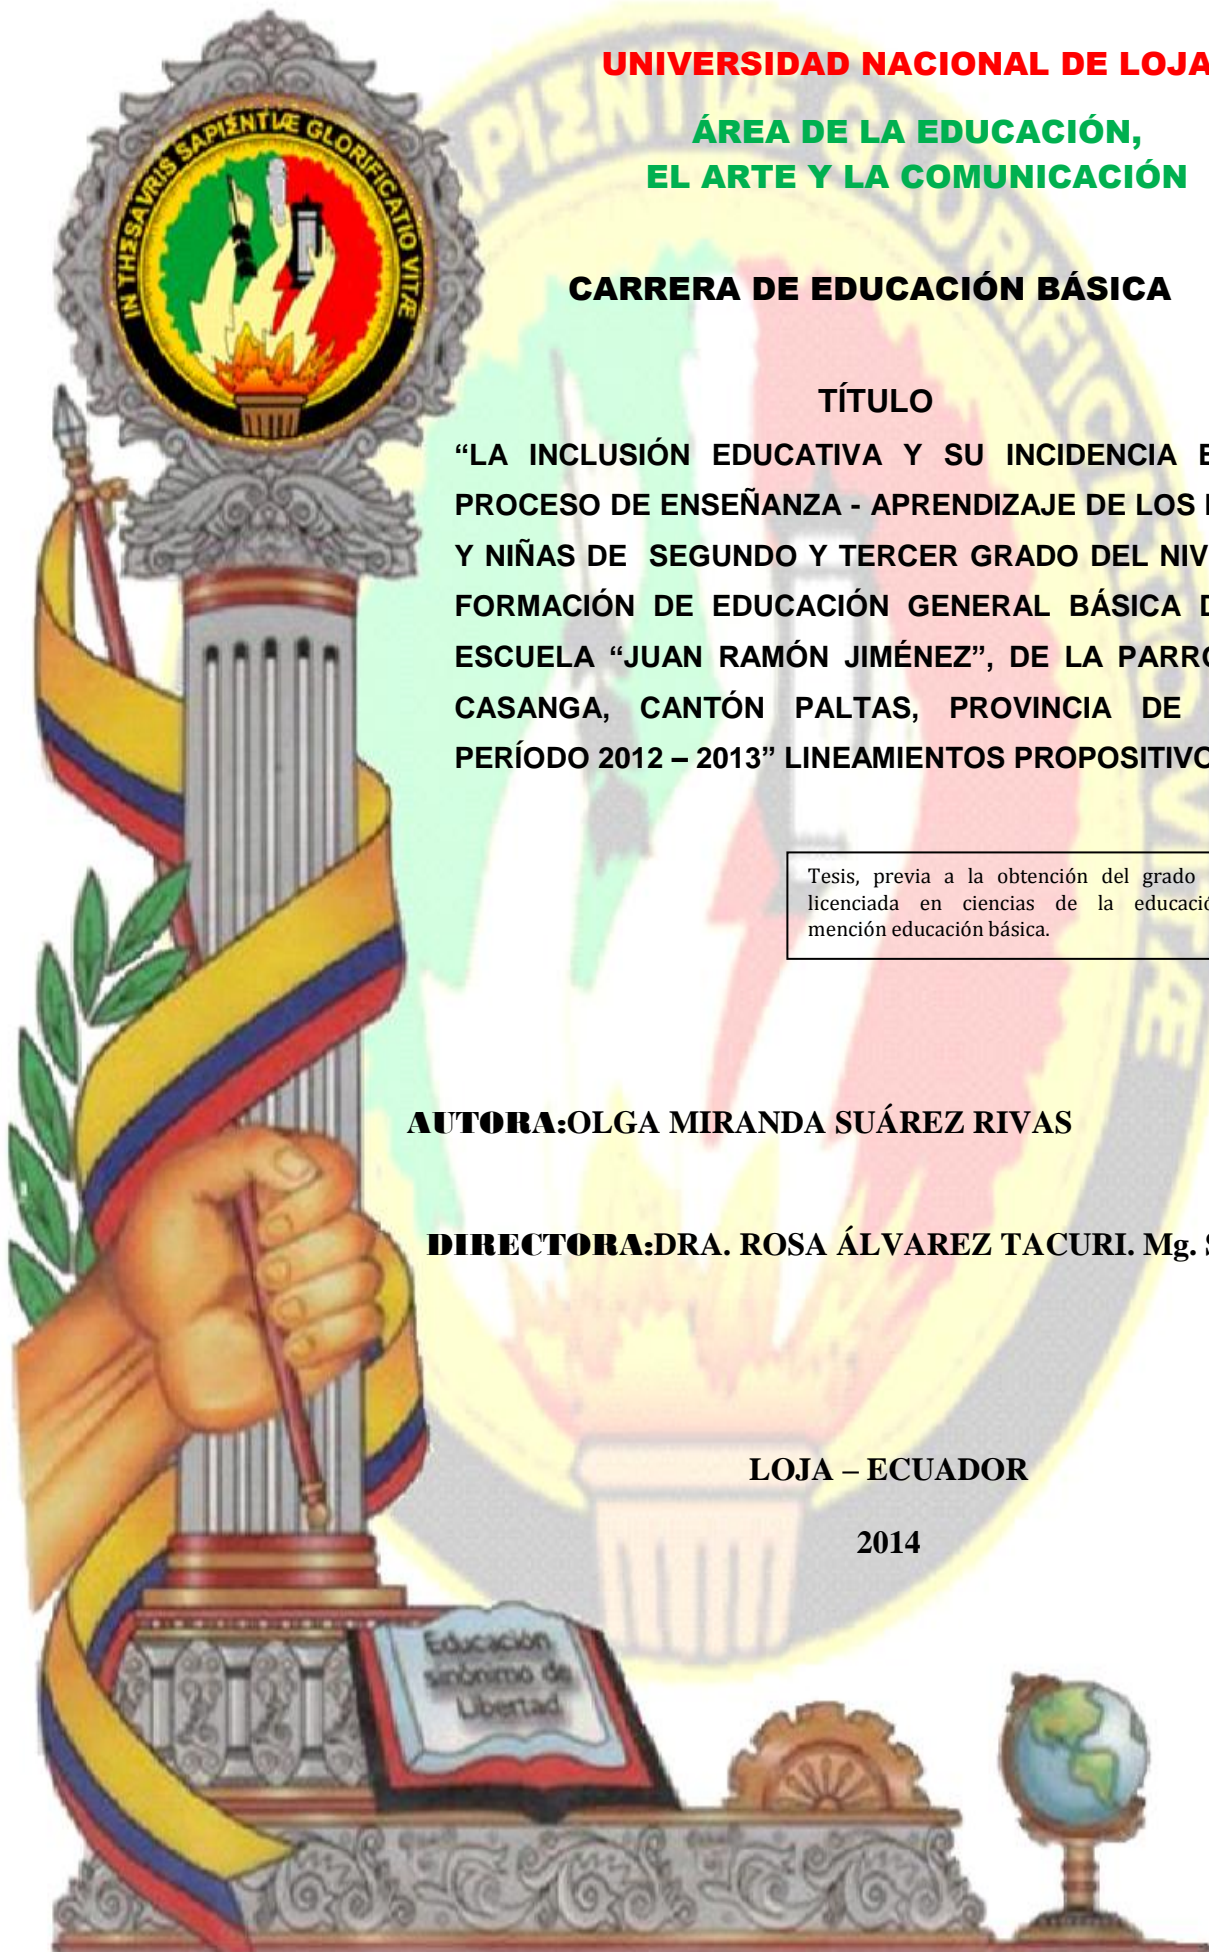 UNIVERSIDAD NACIONAL DE LOJA
ÁREA DE LA EDUCACIÓN,
EL ARTE Y LA COMUNICACIÓN
IN THESAVRIS SAPIENTIÆ GLORIFICATIO VITÆ
CARRERA DE EDUCACIÓN BÁSICA
TÍTULO
“LA INCLUSIÓN EDUCATIVA Y SU INCIDENCIA
PROCESO DE ENSEÑANZA - APRENDIZAJE DE LOS
Y NIÑAS DE SEGUNDO Y TERCER GRADO DEL
FORMACIÓN DE EDUCACIÓN GENERAL BÁSICA
ESCUELA “JUAN RAMÓN JIMÉNEZ”, DE LA
CASANGA, CANTÓN PALTAS, PROVINCIA DE
PERÍODO 2012 – 2013” LINEAMIENTOS PROPOSITIVO
Tesis, previa a la obtención del grado
licenciada en ciencias de la
mención educación básica.
AUTORA:OLGA MIRANDA SUÁREZ RIVAS
DIRECTORA:DRA. ROSA ÁLVAREZ TACURI. Mg.
LOJA – ECUADOR
2014
Educación
sinónimo de
Libertad